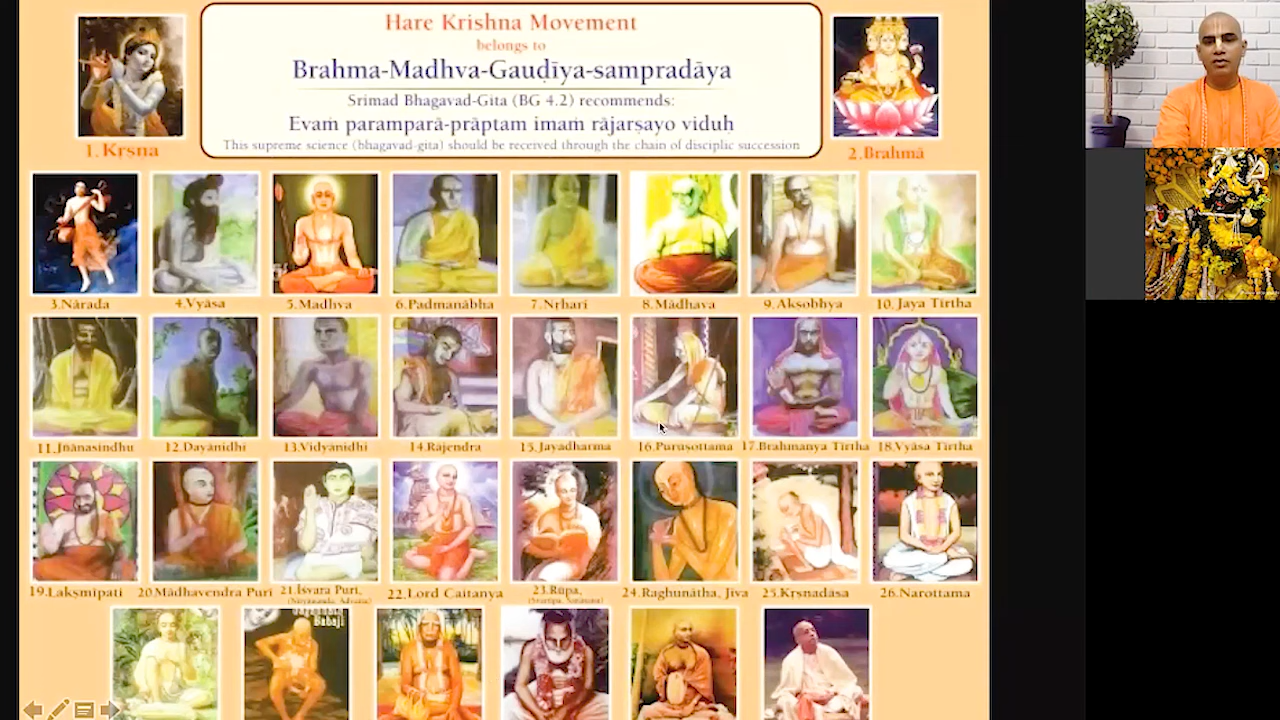 Hare Krishna Movement
belongs to
Brahma-Madhva-Gauḍīya-sampradāya
Srimad Bhagavad-Gita (BG 4.2) recommends:
Evaṁ paramparā-prāptam imaṁ rājarṣayo viduḥ
This supreme science (bhagavad-gita) should be received through the chain of disciplic succession
1.Kṛṣṇa
2.Brahmā
3.Nārada
4.Vyāsa
5.Madhva
6.Padmanābha
7.Nṛhari
8.Mādhava
9.Akṣobhya
10.Jaya Tīrtha
11.Jñānasindhu
12.Dayānidhi
13.Vidyānidhi
14.Rājendra
15.Jayadharma
16.Puruṣottama
17.Brahmaṇya Tīrtha
18.Vyāsa Tīrtha
19.Lakṣmīpati
20.Mādhavendra Purī
21.Īśvara Purī,
(Nityānanda, Advaita)
22.Lord Caitanya
23.Rūpa,
(Svarūpa, Sanātana)
24.Raghunātha, Jīva
25.Kṛṣṇadāsa
26.Narottama
Babaji